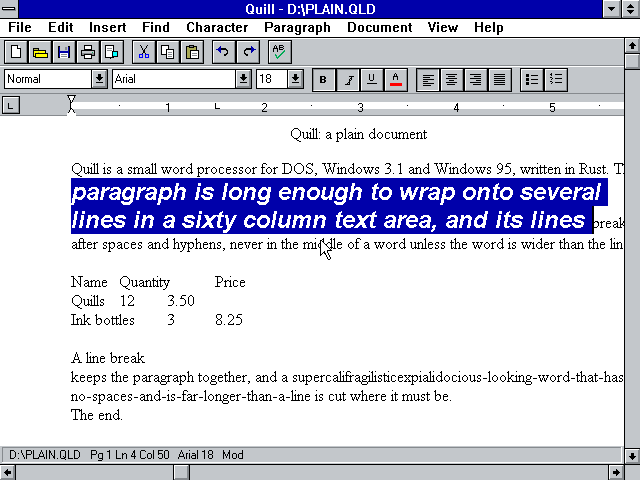 Quill - D:\PLAIN.QLD
File Edit Insert Find Character Paragraph Document View Help
ABC
Normal Arial 18 B I U A
L 1 2 3 4 5
Quill: a plain document
Quill is a small word processor for DOS, Windows 3.1 and Windows 95, written in Rust.
paragraph is long enough to wrap onto several
lines in a sixty column text area, and its lines break
after spaces and hyphens, never in the middle of a word unless the word is wider than the lin
Name Quantity Price
Quills 12 3.50
Ink bottles 3 8.25
A line break
keeps the paragraph together, and a supercalifragilisticexpialidocious-looking-word-that-has
no-spaces-and-is-far-longer-than-a-line is cut where it must be.
The end.
D:\PLAIN.QLD Pg 1 Ln 4 Col 50 Arial 18 Mod